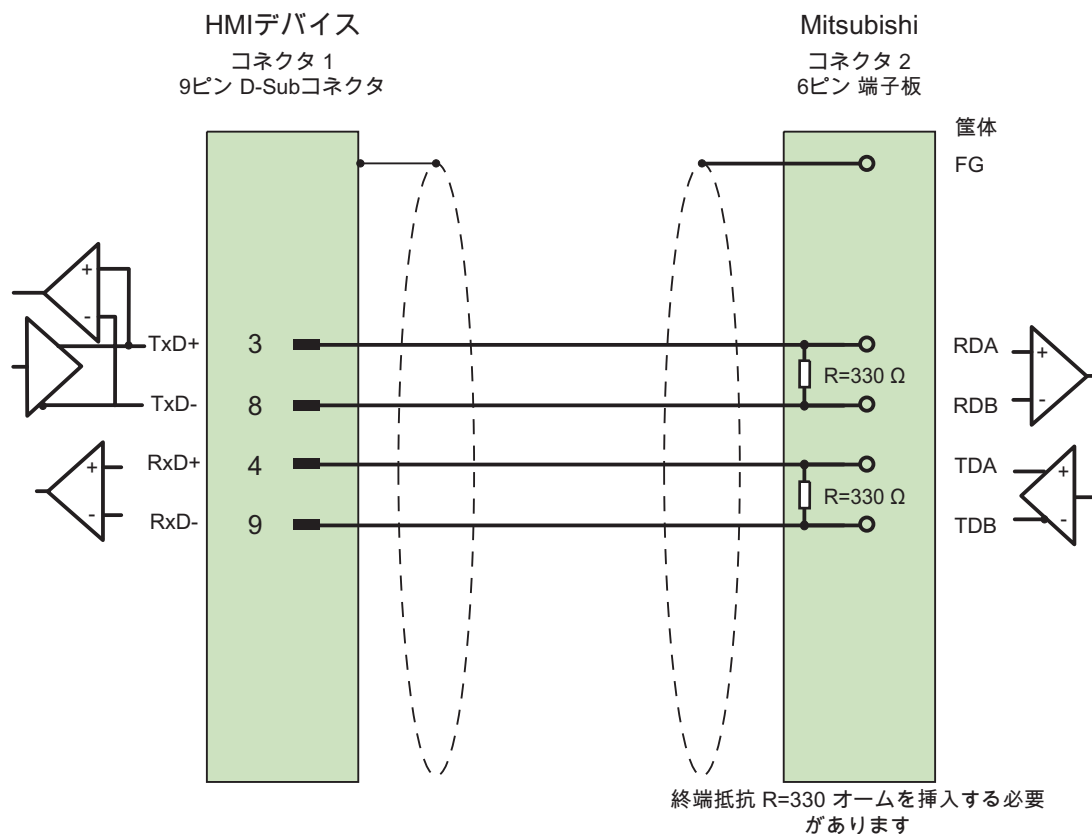 HMIデバイス
コネクタ 1
9ピン D-Subコネクタ
Mitsubishi
コネクタ 2
6ピン 端子板
筐体
FG
+
-
TxD+
3
TxD-
8
RxD+
4
RxD-
9
+
-
R=330 Ω
R=330 Ω
RDA
RDB
TDA
TDB
+
-
+
-
終端抵抗 R=330 オームを挿入する必要
があります